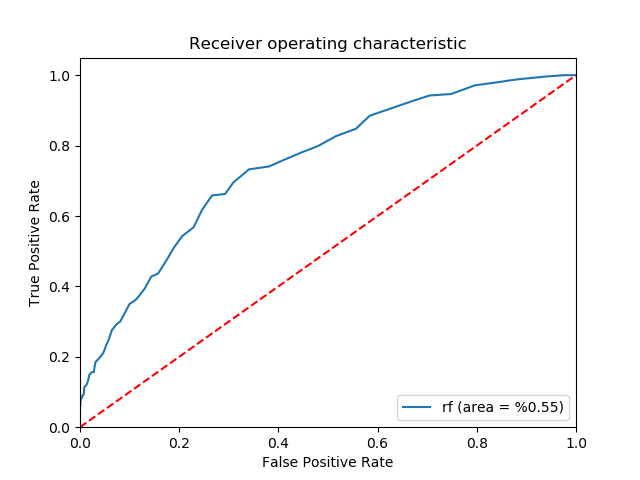 Receiver operating characteristic
True Positive Rate
1.0
0.8
0.6
0.4
0.2
0.0
rf (area = %0.55)
0.0 0.2 0.4 0.6 0.8 1.0
False Positive Rate